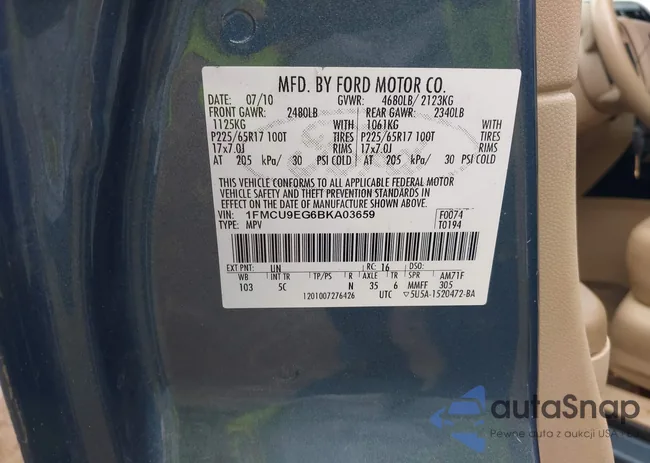 MFD. BY FORD MOTOR CO.
DATE: 07/10 GVWR: 4680LB/ 2123KG
FRONT GAWR: 2480LB REAR GAWR: 2340LB
1125KG WITH 1061KG WITH
P225/65R17 100T TIRES P225/65R17 100T TIRES
17x7.0J RIMS 17x7.0J RIMS
AT 205 kPa/ 30 PSI COLD AT 205 kPa/ 30 PSI COLD
THIS VEHICLE CONFORMS TO ALL APPLICABLE FEDERAL MOTOR
VEHICLE SAFETY AND THEFT PREVENTION STANDARDS IN
EFFECT ON THE DATE OF MANUFACTURE SHOWN ABOVE.
VIN: 1FMCU9EG6BKA03659 F0074
TYPE: MPV T0194
EXT PNT: UN RC: 16 DSO:
WB INT TR TP/PS R AXLE TR SPR AM71F
103 5C N 35 6 MMFF 305
1201007276426 UTC ▽5U5A-1520472-BA
autoSnap
Pewne auta z aukcji USA